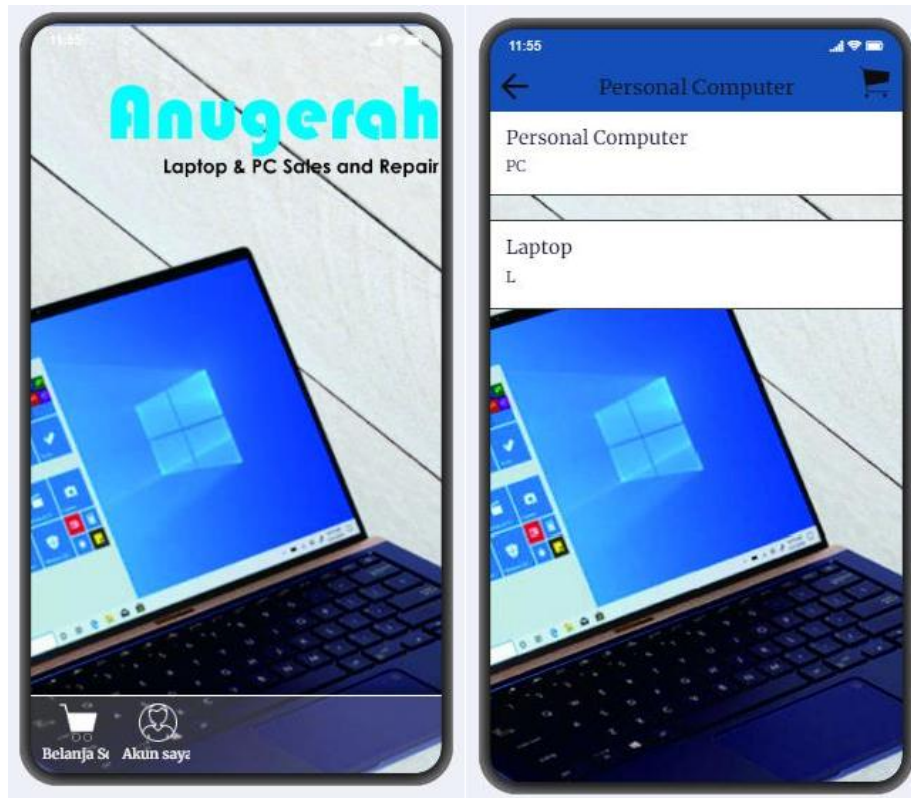 11:55
Anugerah
Laptop & PC Sales and Repair
Belanja Se
Akun saya
11:55
Personal Computer
Personal Computer
PC
Laptop
L